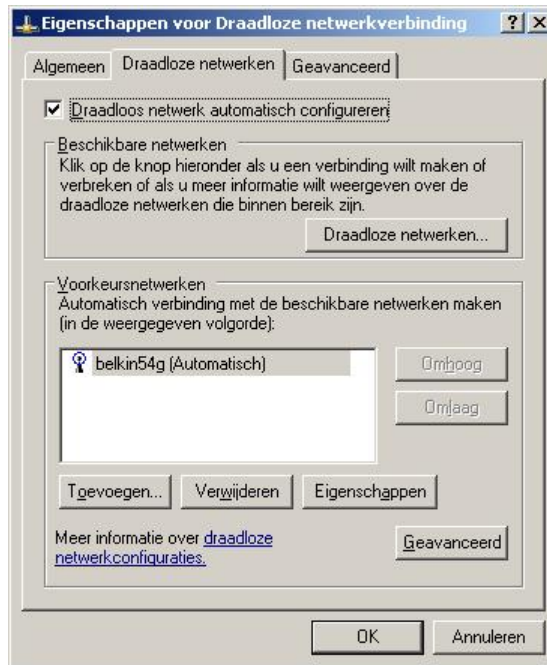 Eigenschappen voor Draadloze netwerkverbinding
Algemeen
Draadloze netwerken
Geavanceerd
Draadloos netwerk automatisch configureren
Beschikbare netwerken
Klik op de knop hieronder als u een verbinding wilt maken of
verbreken of als u meer informatie wilt weergeven over de
draadloze netwerken die binnen bereik zijn.
Draadloze netwerken...
Voorkeursnetwerken
Automatisch verbinding met de beschikbare netwerken maken
(in de weergegeven volgorde):
belkin54g (Automatisch)
Omhoog
Omlaag
Toevoegen...
Verwijderen
Eigenschappen
Meer informatie over draadloze
netwerkconfiguraties.
Geavanceerd
OK
Annuleren